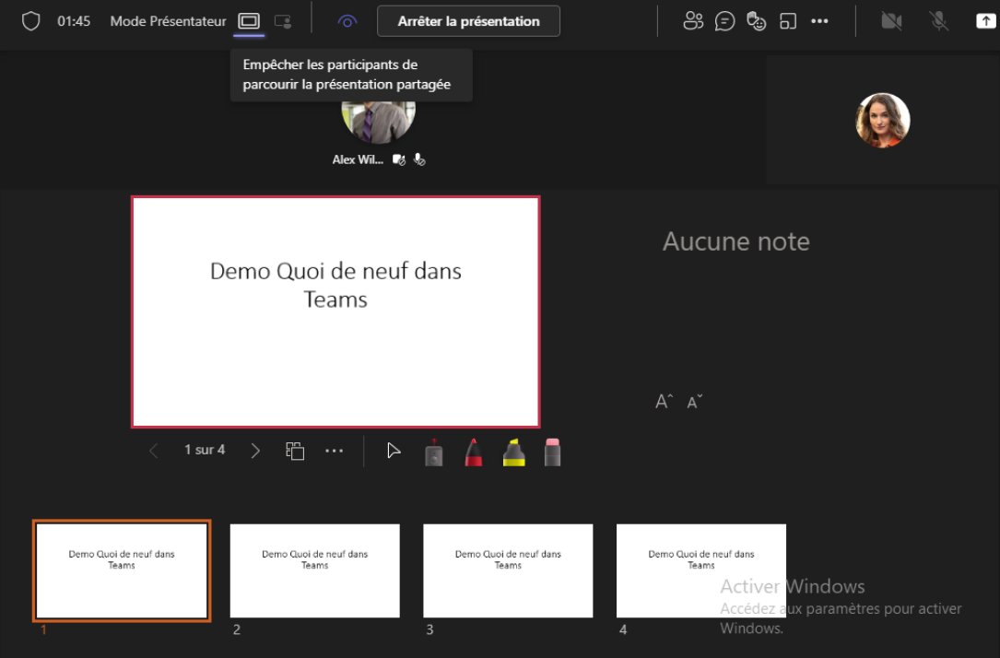 01:45 Mode Présentateur Arrêter la présentation
Empêcher les participants de
parcourir la présentation partagée
Alex Wil...
Demo Quoi de neuf dans
Teams
Aucune note
A A
1 sur 4
Demo Quoi de neuf dans
Teams
1
Demo Quoi de neuf dans
Teams
2
Demo Quoi de neuf dans
Teams
3
Demo Quoi de neuf dans
Teams
4
Activer Windows
Accédez aux paramètres pour activer
Windows.